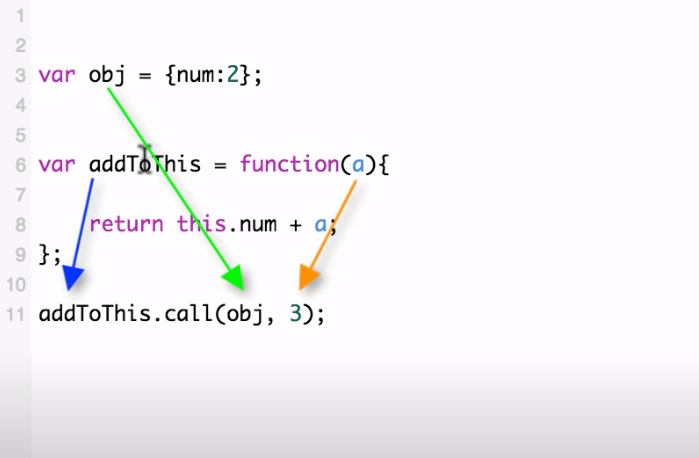 1
2
3 var obj = {num:2};
4
5
6 var addToThis = function(a){
7
8 return this.num + a;
9 };
10
11 addToThis.call(obj, 3);